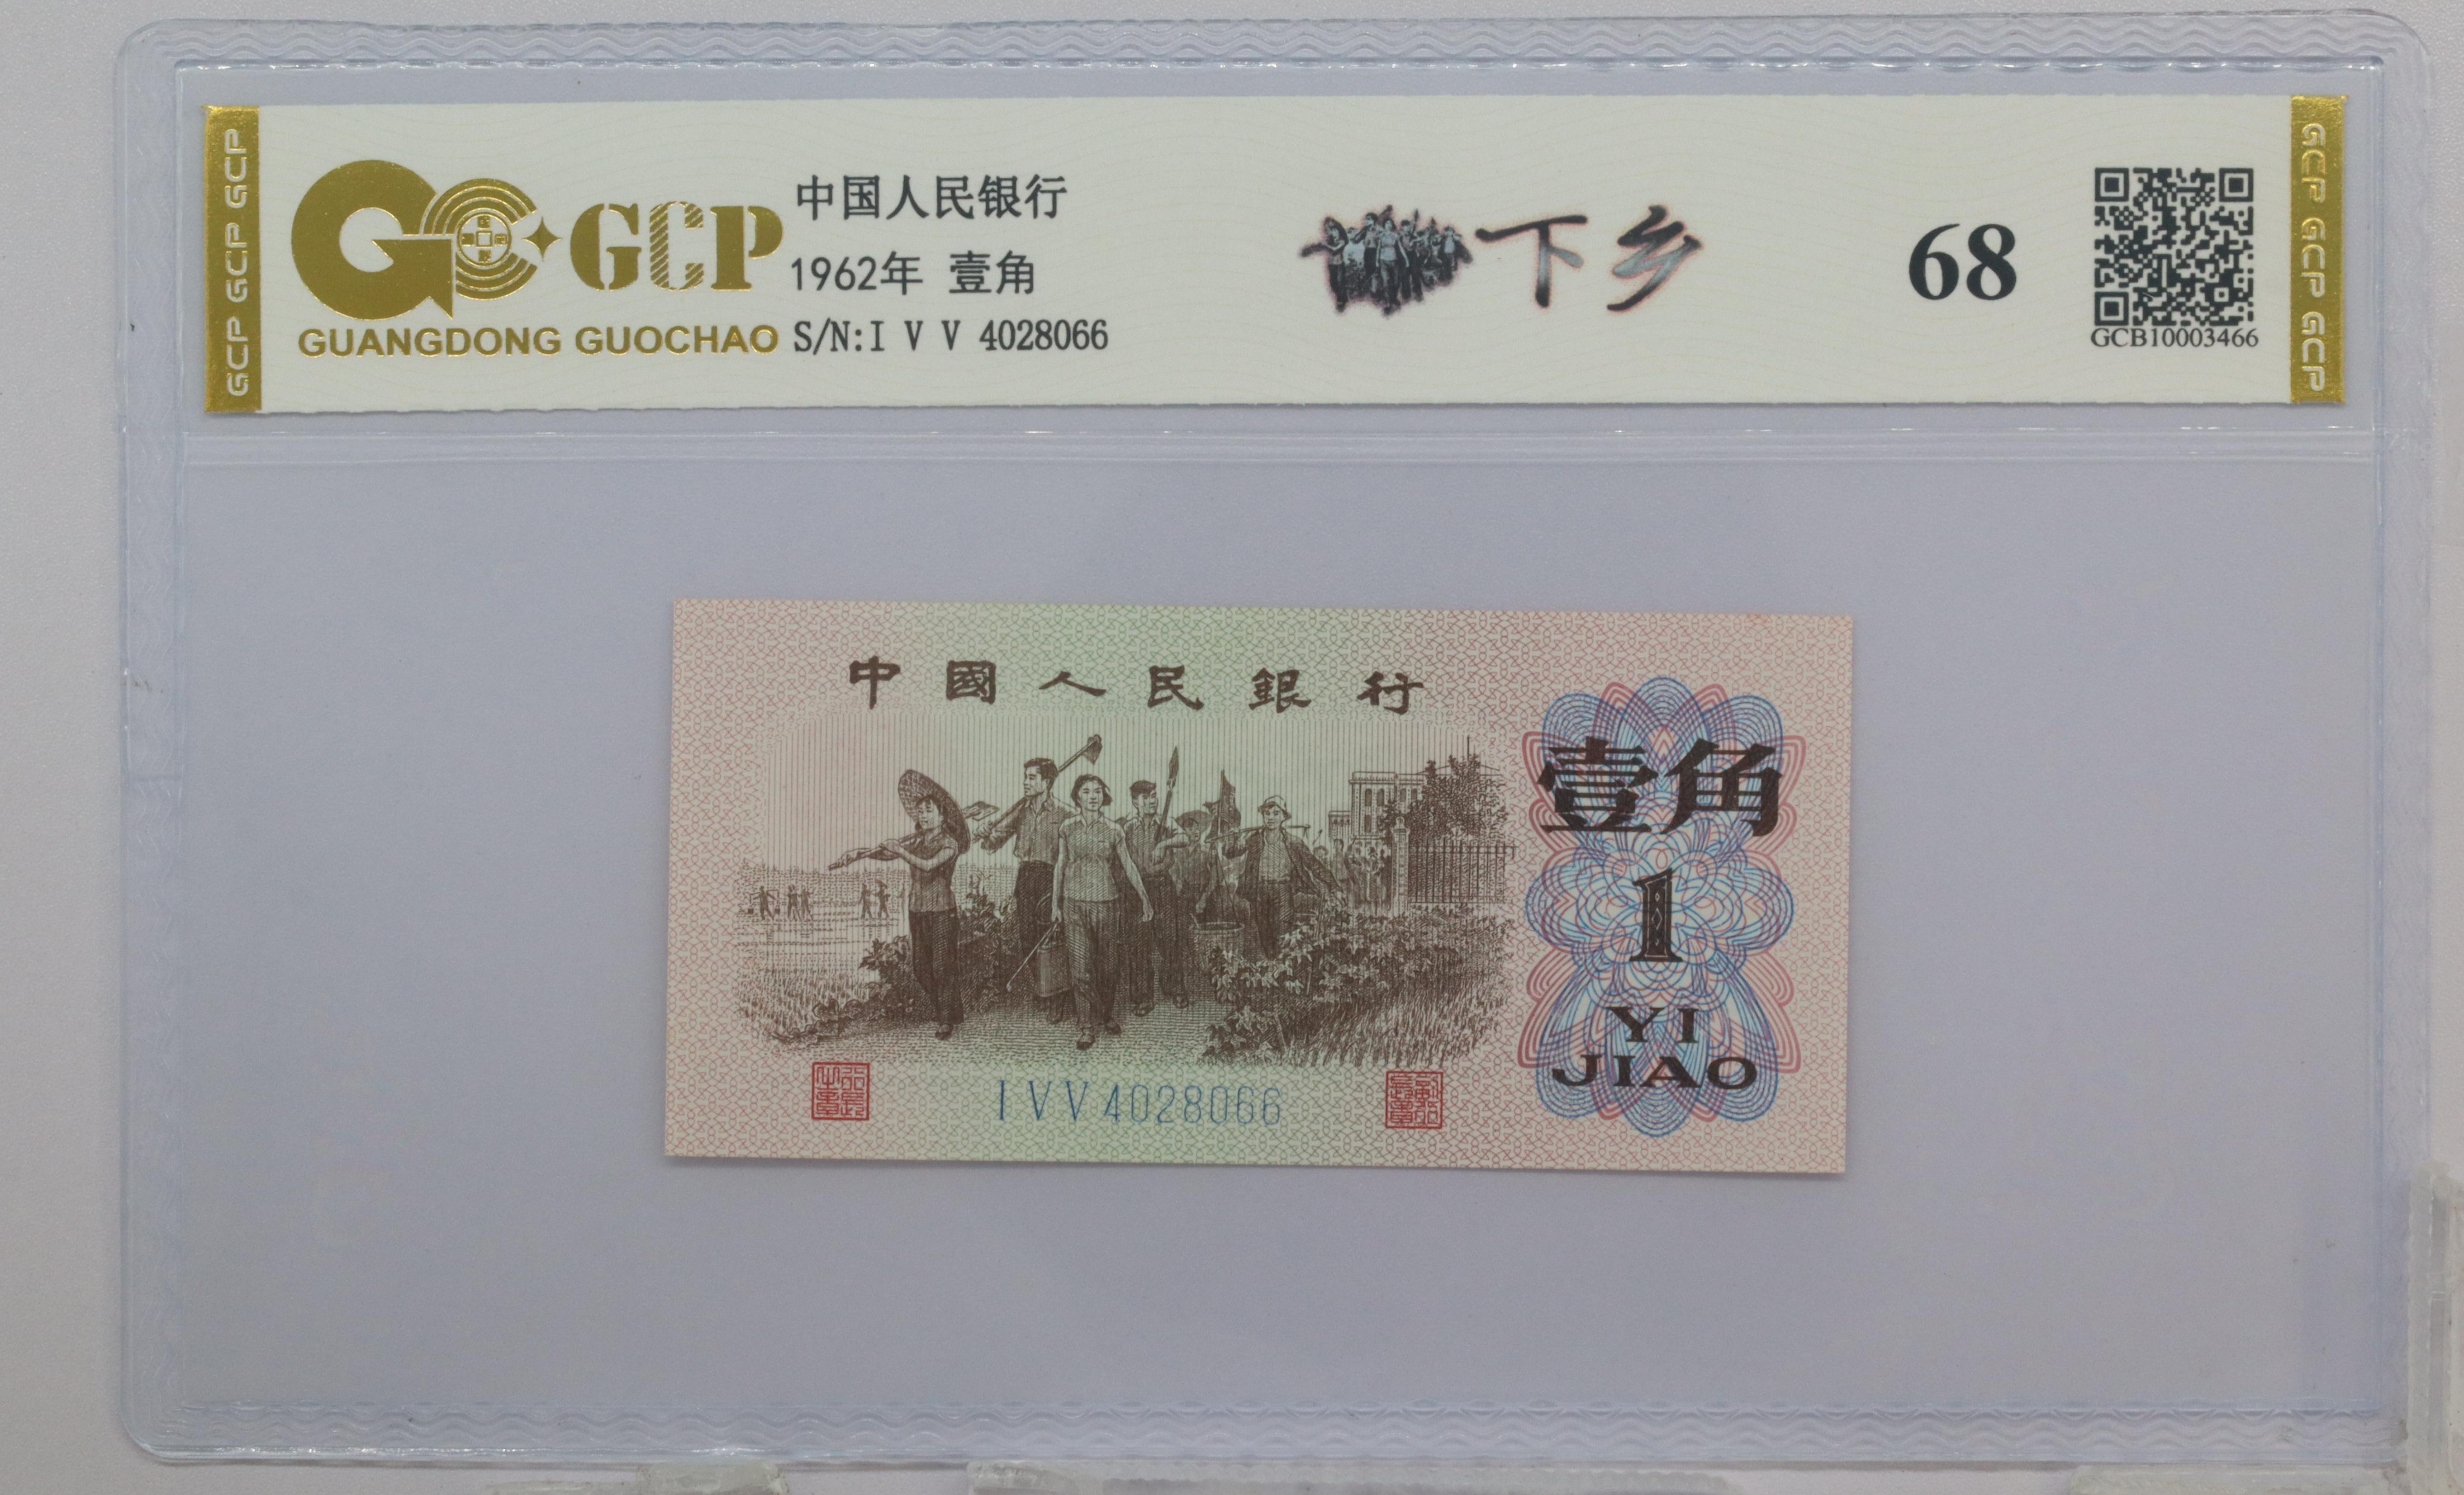 GCP GCP GCP
GCP
GUANGDONG GUOCHAO
中国人民银行
1962年 壹角
S/N:I V V 4028066
下乡
68
GCB10003466
GCP GCP GCP
中國人民銀行
壹角
1
YI
JIAO
I V V 4028066